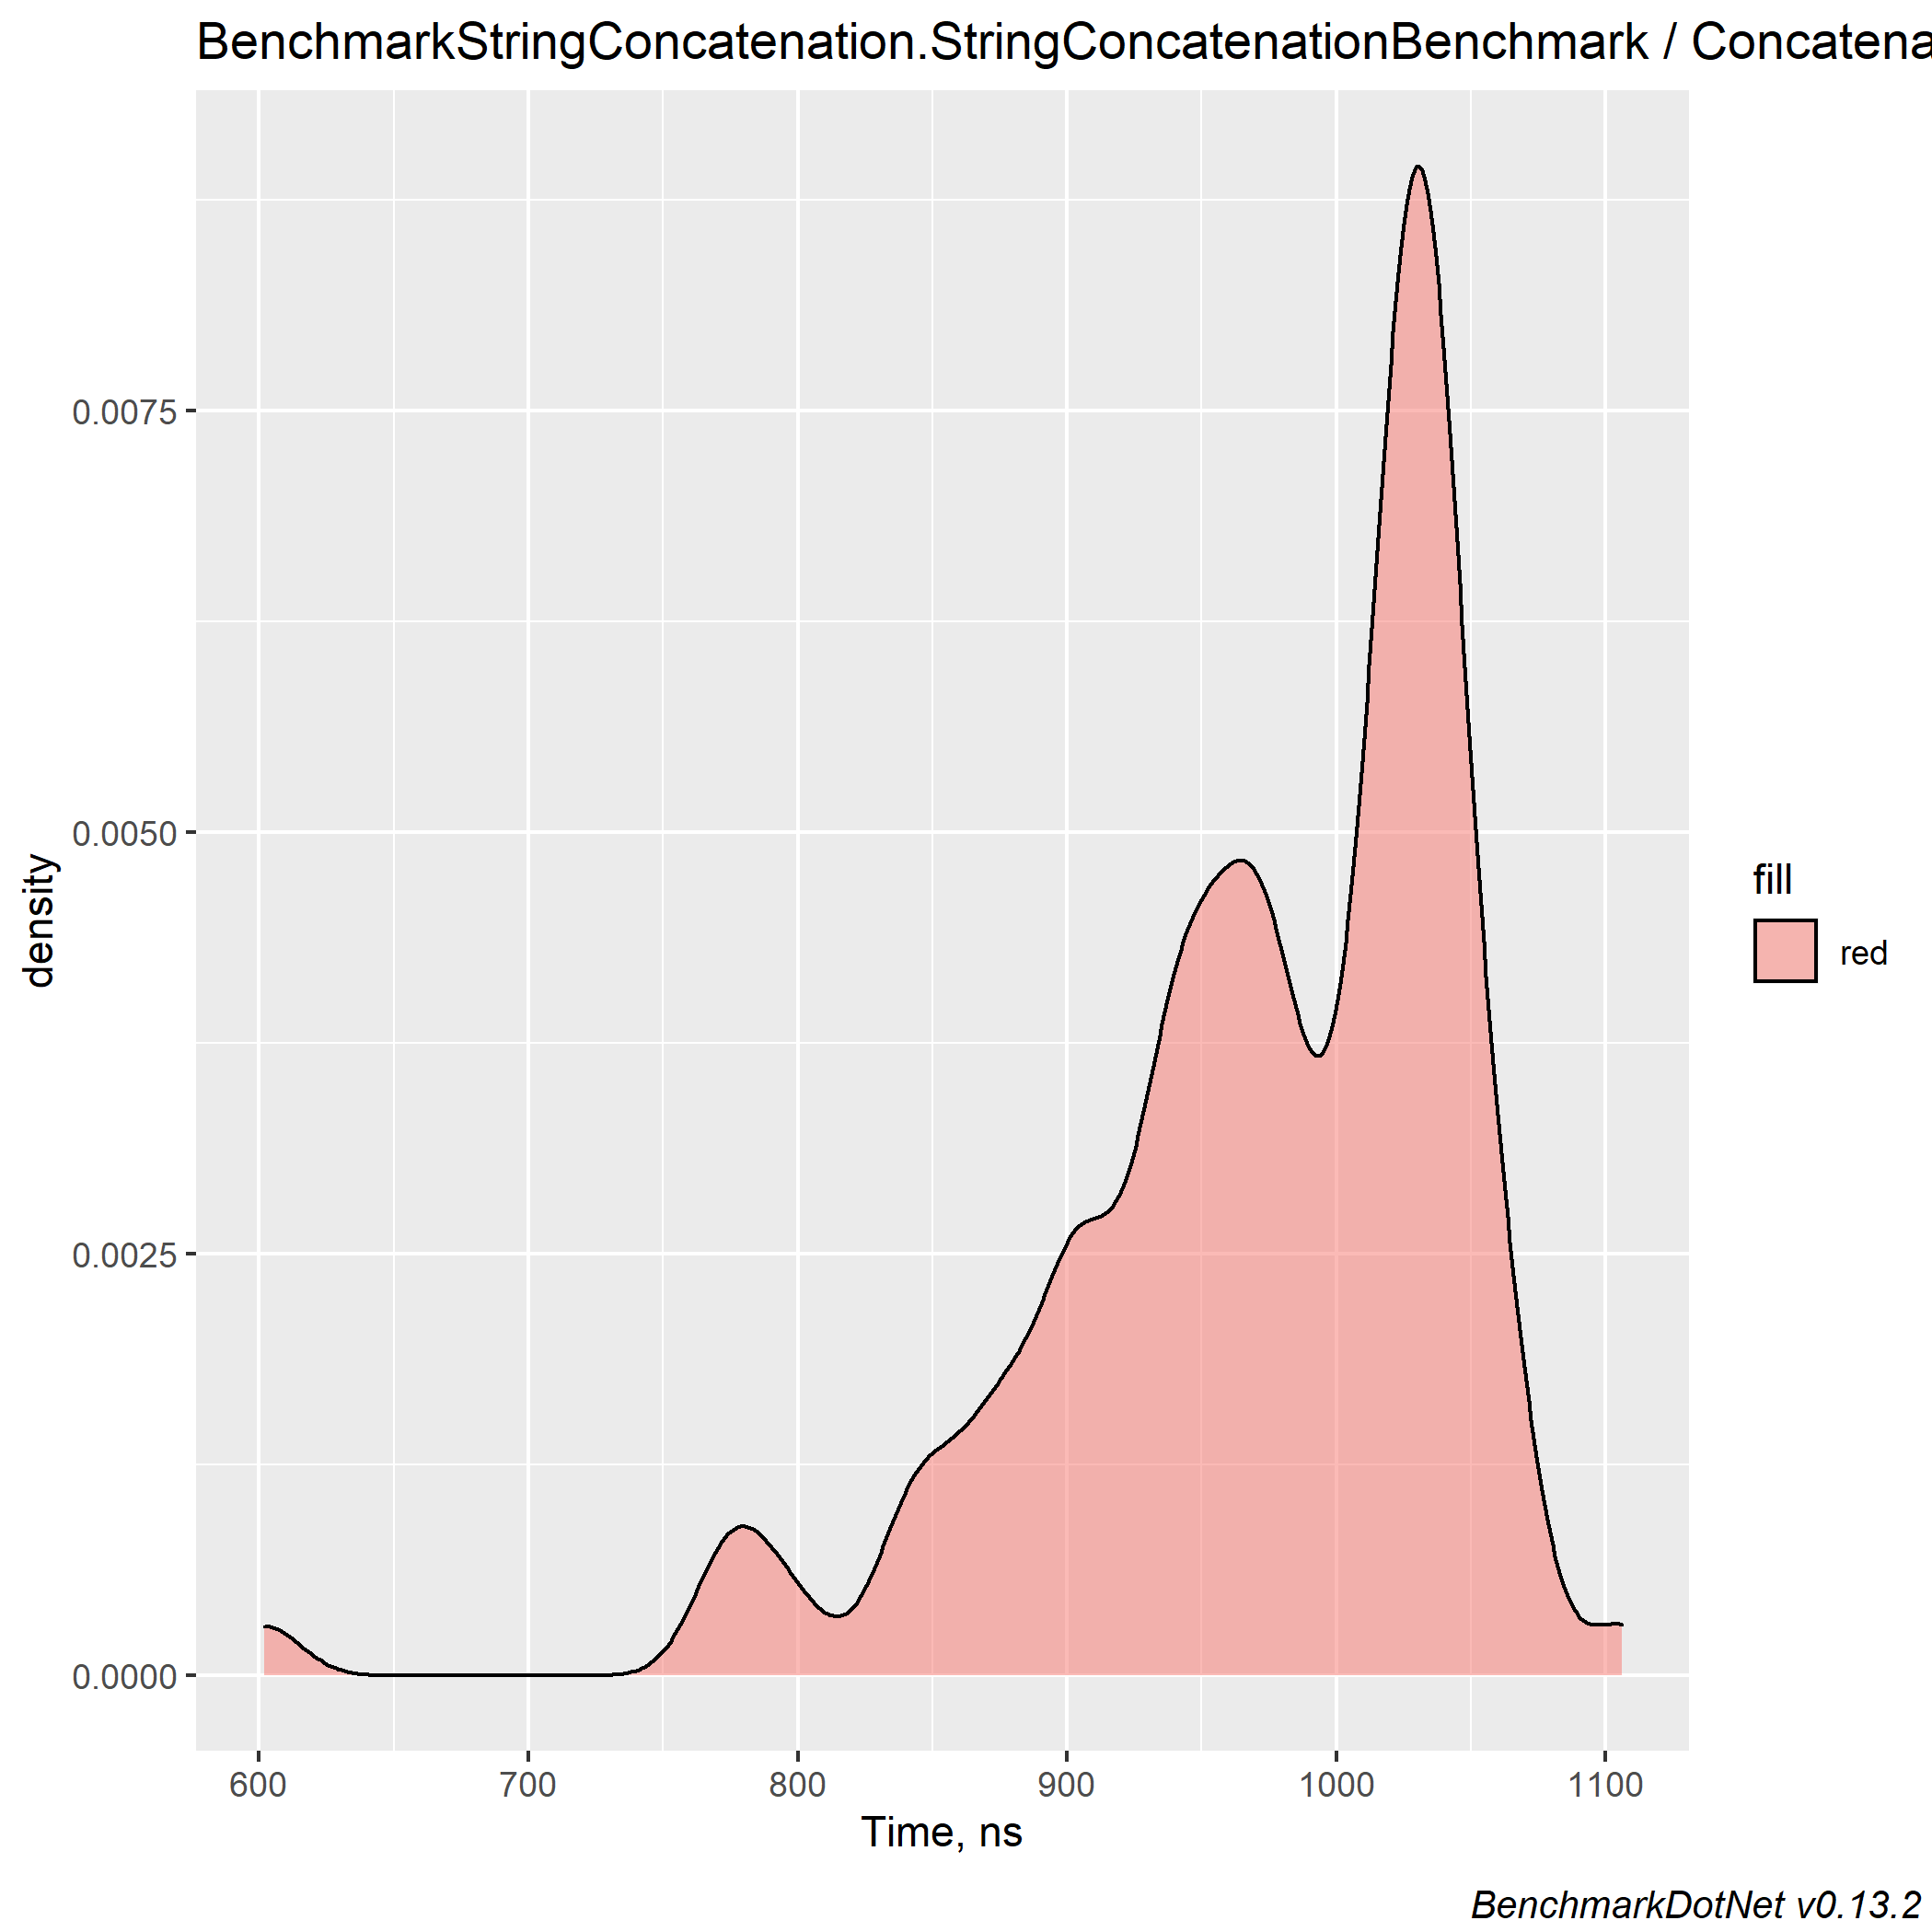 BenchmarkStringConcatenation.StringConcatenationBenchmark / Concatena
0.0075
0.0050
0.0025
0.0000
density
fill
red
600 700 800 900 1000 1100
Time, ns
BenchmarkDotNet v0.13.2